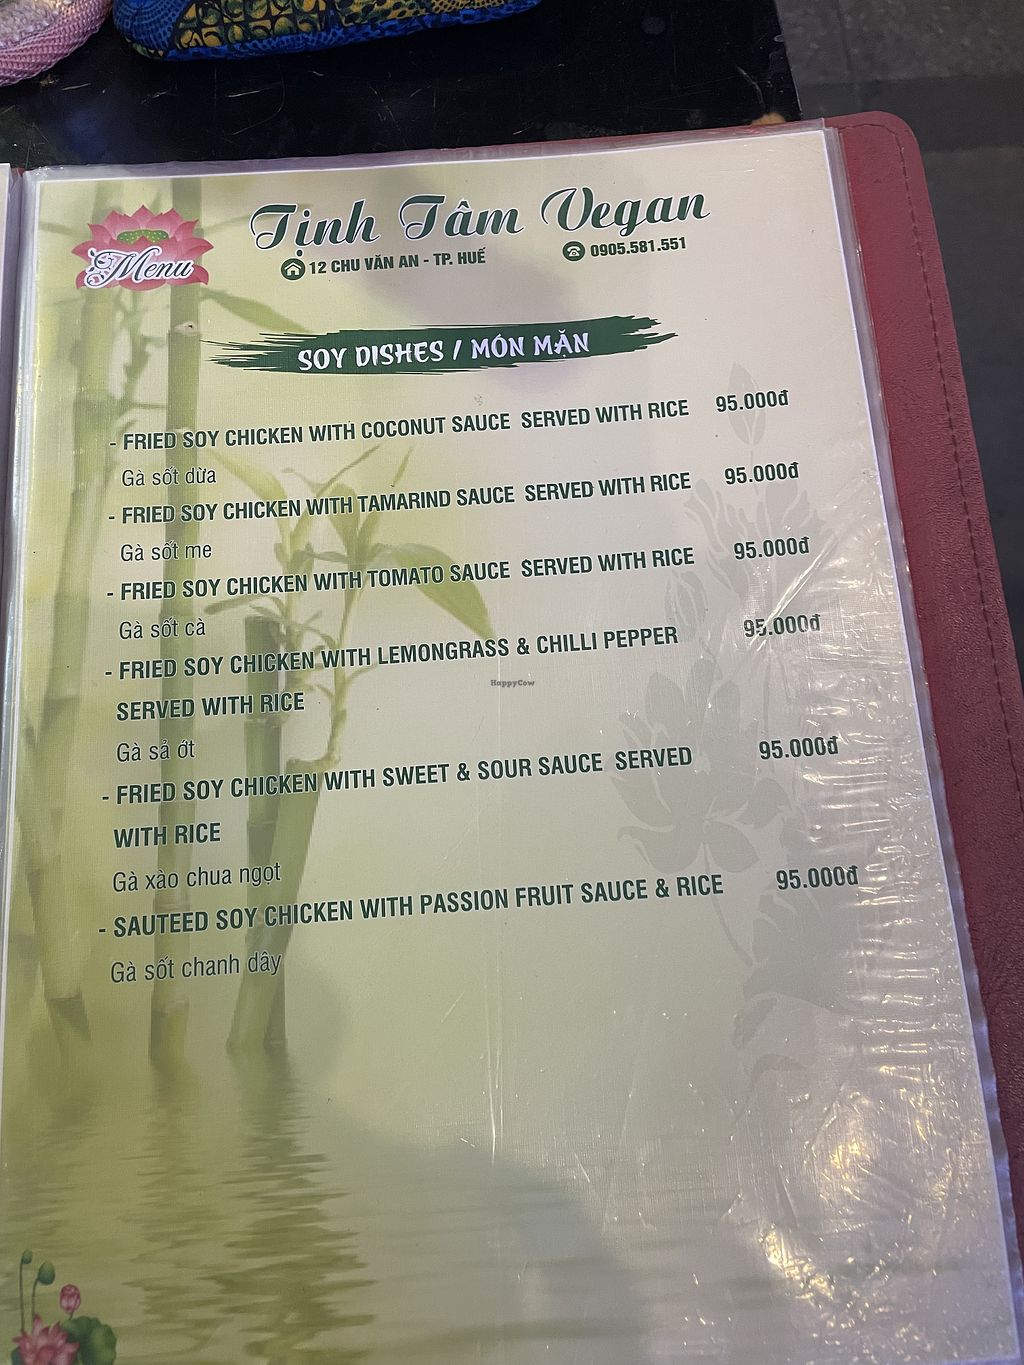 Menu
Tịnh Tâm Vegan
12 CHU VĂN AN - TP. HUẾ
0905.581.551
SOY DISHES / MÓN MẶN
- FRIED SOY CHICKEN WITH COCONUT SAUCE SERVED WITH RICE 95.000đ
Gà sốt dừa
- FRIED SOY CHICKEN WITH TAMARIND SAUCE SERVED WITH RICE 95.000đ
Gà sốt me
- FRIED SOY CHICKEN WITH TOMATO SAUCE SERVED WITH RICE 95.000đ
Gà sốt cà
- FRIED SOY CHICKEN WITH LEMONGRASS & CHILLI PEPPER 95.000đ
SERVED WITH RICE
Gà sả ớt
- FRIED SOY CHICKEN WITH SWEET & SOUR SAUCE SERVED 95.000đ
WITH RICE
Gà xào chua ngọt
- SAUTEED SOY CHICKEN WITH PASSION FRUIT SAUCE & RICE 95.000đ
Gà sốt chanh dây
HappyCow